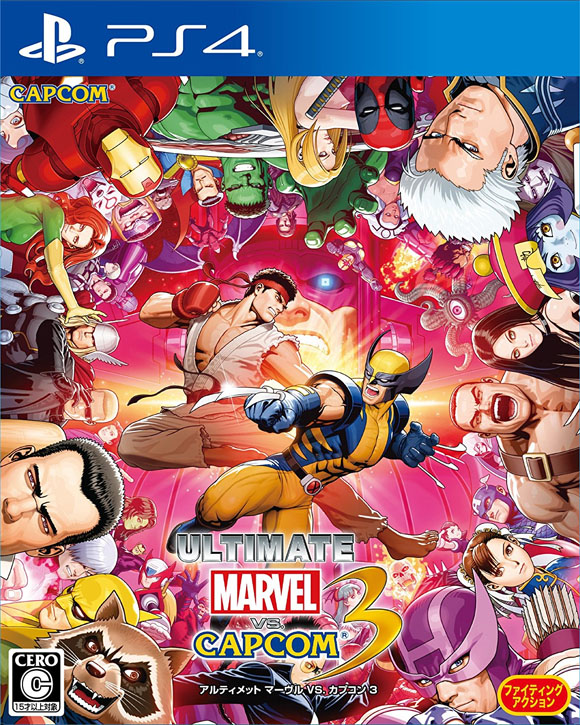 PS4
CAPCOM
ULTIMATE
MARVEL
VS.
CAPCOM 3
アルティメット マーヴル VS. カプコン 3
CERO
C
15才以上対象
ファイティング
アクション